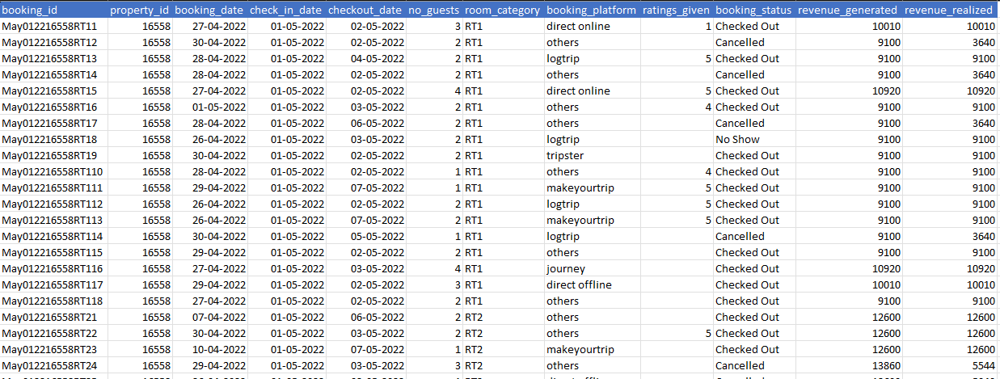 booking_id property_id booking_date check_in_date checkout_date no_guests room_category booking_platform ratings_given booking_status revenue_generated revenue_realized
May012216558RT11 16558 27-04-2022 01-05-2022 02-05-2022 3 RT1 direct online 1 Checked Out 10010 10010
May012216558RT12 16558 30-04-2022 01-05-2022 02-05-2022 2 RT1 others Cancelled 9100 3640
May012216558RT13 16558 28-04-2022 01-05-2022 04-05-2022 2 RT1 logtrip 5 Checked Out 9100 9100
May012216558RT14 16558 28-04-2022 01-05-2022 02-05-2022 2 RT1 others Cancelled 9100 3640
May012216558RT15 16558 27-04-2022 01-05-2022 02-05-2022 4 RT1 direct online 5 Checked Out 10920 10920
May012216558RT16 16558 01-05-2022 01-05-2022 03-05-2022 2 RT1 others 4 Checked Out 9100 9100
May012216558RT17 16558 28-04-2022 01-05-2022 06-05-2022 2 RT1 others Cancelled 9100 3640
May012216558RT18 16558 26-04-2022 01-05-2022 03-05-2022 2 RT1 logtrip No Show 9100 9100
May012216558RT19 16558 30-04-2022 01-05-2022 02-05-2022 2 RT1 tripster Checked Out 9100 9100
May012216558RT110 16558 28-04-2022 01-05-2022 02-05-2022 1 RT1 others 4 Checked Out 9100 9100
May012216558RT111 16558 29-04-2022 01-05-2022 07-05-2022 1 RT1 makeyourtrip 5 Checked Out 9100 9100
May012216558RT112 16558 26-04-2022 01-05-2022 02-05-2022 2 RT1 logtrip 5 Checked Out 9100 9100
May012216558RT113 16558 26-04-2022 01-05-2022 07-05-2022 2 RT1 makeyourtrip 5 Checked Out 9100 9100
May012216558RT114 16558 30-04-2022 01-05-2022 05-05-2022 1 RT1 logtrip Cancelled 9100 3640
May012216558RT115 16558 29-04-2022 01-05-2022 02-05-2022 2 RT1 others Checked Out 9100 9100
May012216558RT116 16558 27-04-2022 01-05-2022 03-05-2022 4 RT1 journey Checked Out 10920 10920
May012216558RT117 16558 29-04-2022 01-05-2022 02-05-2022 3 RT1 direct offline Checked Out 10010 10010
May012216558RT118 16558 27-04-2022 01-05-2022 02-05-2022 2 RT1 others Checked Out 9100 9100
May012216558RT21 16558 07-04-2022 01-05-2022 06-05-2022 2 RT2 others Checked Out 12600 12600
May012216558RT22 16558 30-04-2022 01-05-2022 03-05-2022 2 RT2 others 5 Checked Out 12600 12600
May012216558RT23 16558 10-04-2022 01-05-2022 07-05-2022 1 RT2 makeyourtrip Checked Out 12600 12600
May012216558RT24 16558 29-04-2022 01-05-2022 03-05-2022 3 RT2 others Cancelled 13860 5544